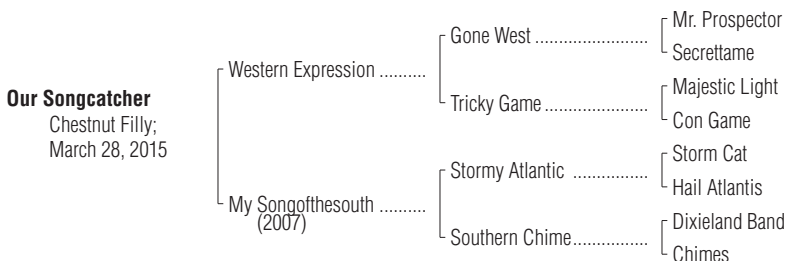 Our Songcatcher
Chestnut Filly;
March 28, 2015
Western Expression ..........
My Songofthesouth ..........
(2007)
Gone West ........................
Tricky Game ......................
Stormy Atlantic ................
Southern Chime................
Mr. Prospector
Secrettame
Majestic Light
Con Game
Storm Cat
Hail Atlantis
Dixieland Band
Chimes